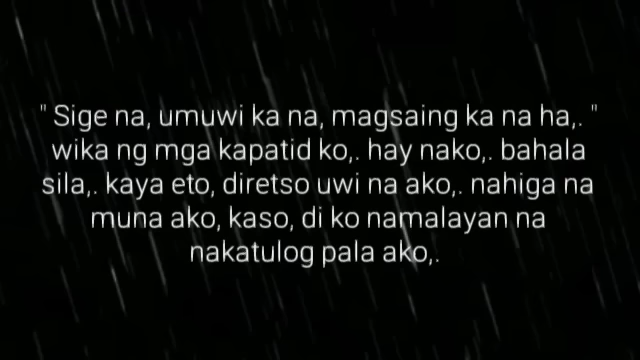 " Sige na, umuwi ka na, magsaing ka na ha,. "
wika ng mga kapatid ko,. hay nako,. bahala
sila,. kaya eto, diretso uwi na ako,. nahiga na
muna ako, kaso, di ko namalayan na
nakatulog pala ako,.